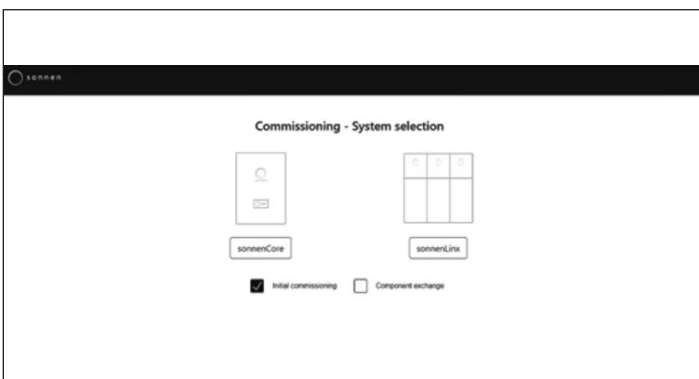 sonnen
Commissioning - System selection
sonnenCore
sonnenLinx
Initial commissioning
Component exchange